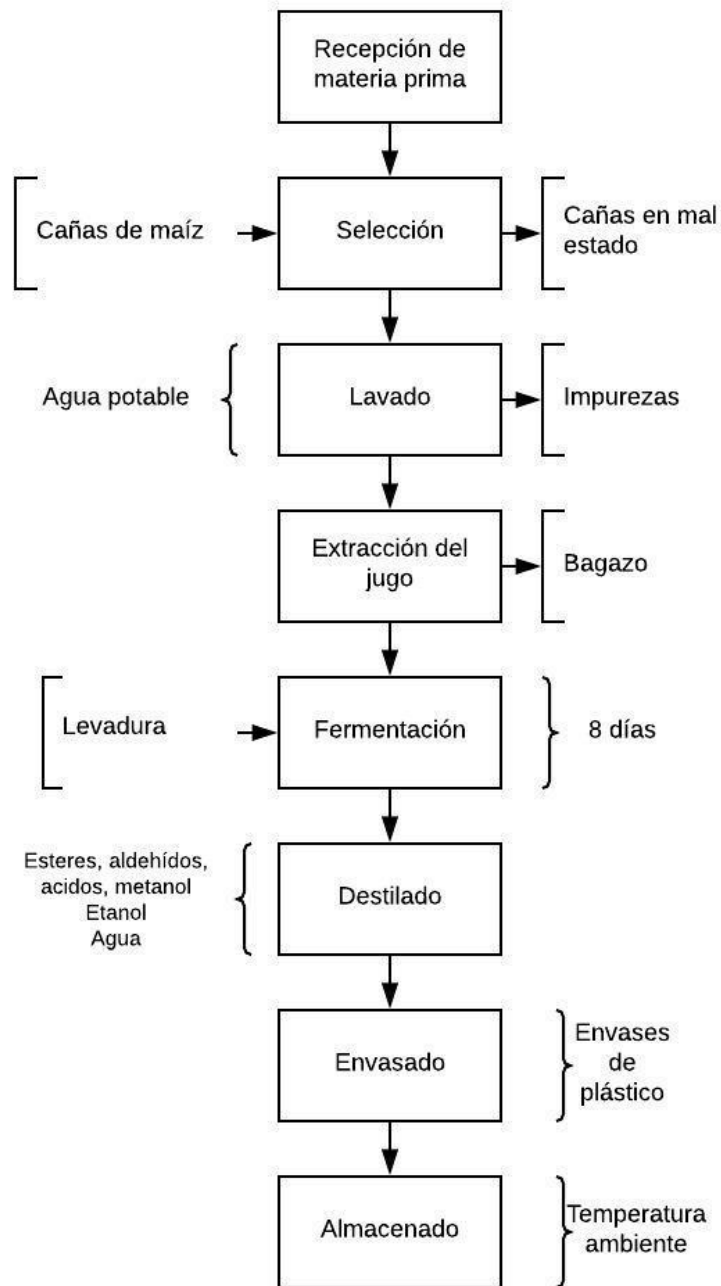 Recepción de
materia prima
Cañas de maíz
Selección
Cañas en mal
estado
Agua potable
Lavado
Impurezas
Extracción del
jugo
Bagazo
Levadura
Fermentación
8 días
Esteres, aldehídos,
acidos, metanol
Etanol
Agua
Destilado
Envasado
Envases
de
plástico
Almacenado
Temperatura
ambiente